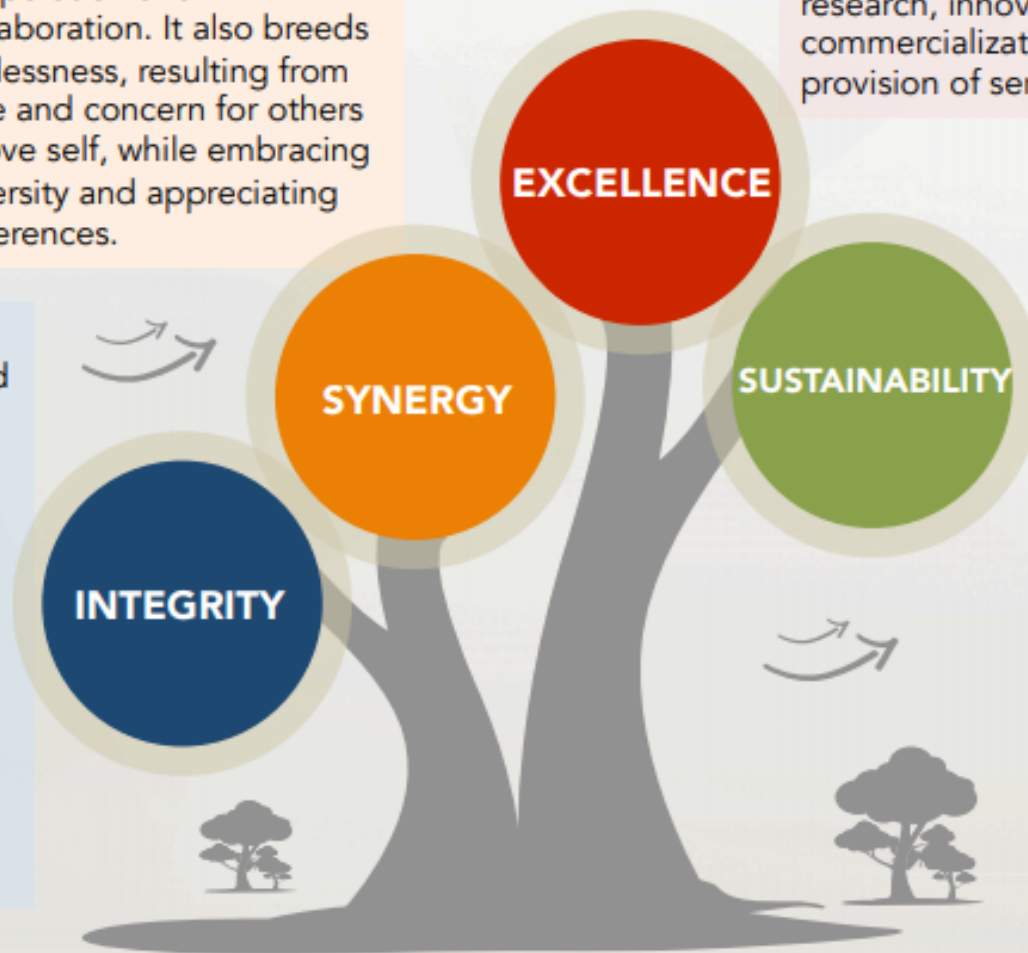 laboration. It also breeds
lessness, resulting from
and concern for others
ve self, while embracing
ersity and appreciating
erences.
research, innov
commercializat
provision of ser
EXCELLENCE
SYNERGY
SUSTAINABILITY
INTEGRITY